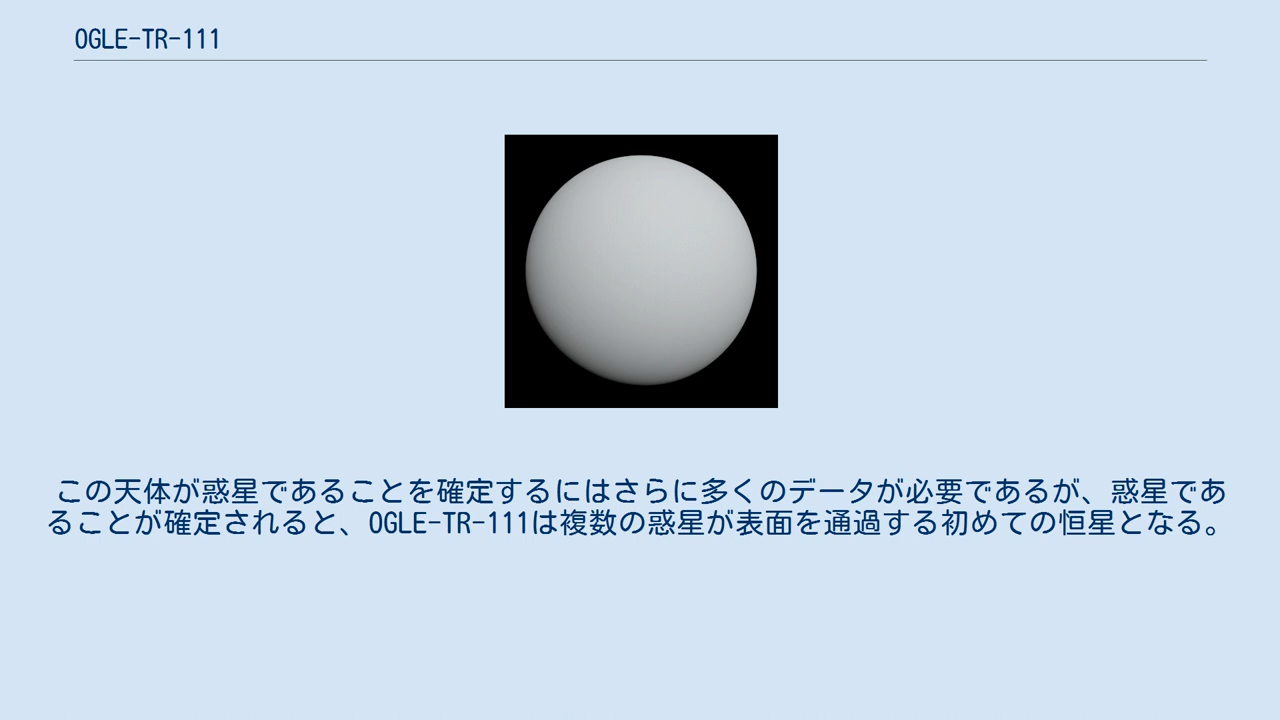 OGLE-TR-111
この天体が惑星であることを確定するにはさらに多くのデータが必要であるが、惑星であ
ることが確定されると、OGLE-TR-111は複数の惑星が表面を通過する初めての恒星となる。